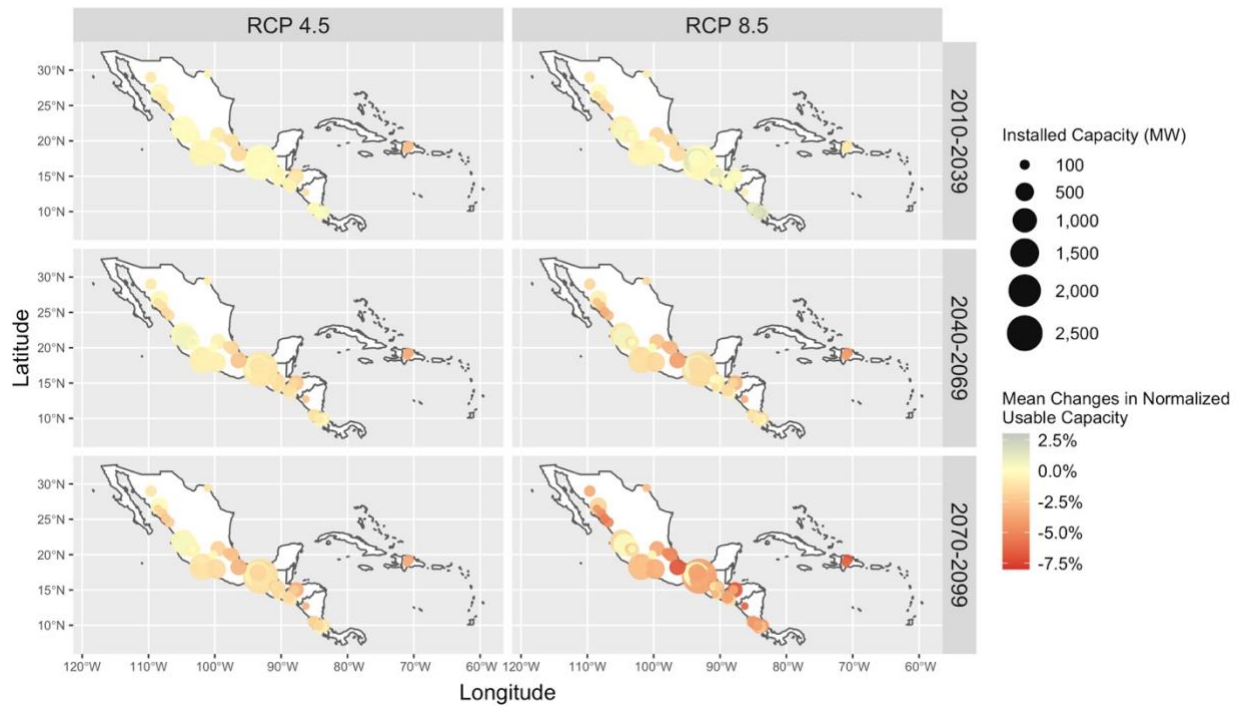 RCP 4.5
RCP 8.5
30°N
25°N
20°N
15°N
10°N
2010-2039
30°N
25°N
20°N
15°N
10°N
2040-2069
30°N
25°N
20°N
15°N
10°N
2070-2099
120°W 110°W 100°W 90°W 80°W 70°W 60°W 120°W 110°W 100°W 90°W 80°W 70°W 60°W
Longitude
Latitude
Installed Capacity (MW)
100
500
1,000
1,500
2,000
2,500
Mean Changes in Normalized
Usable Capacity
2.5%
0.0%
-2.5%
-5.0%
-7.5%